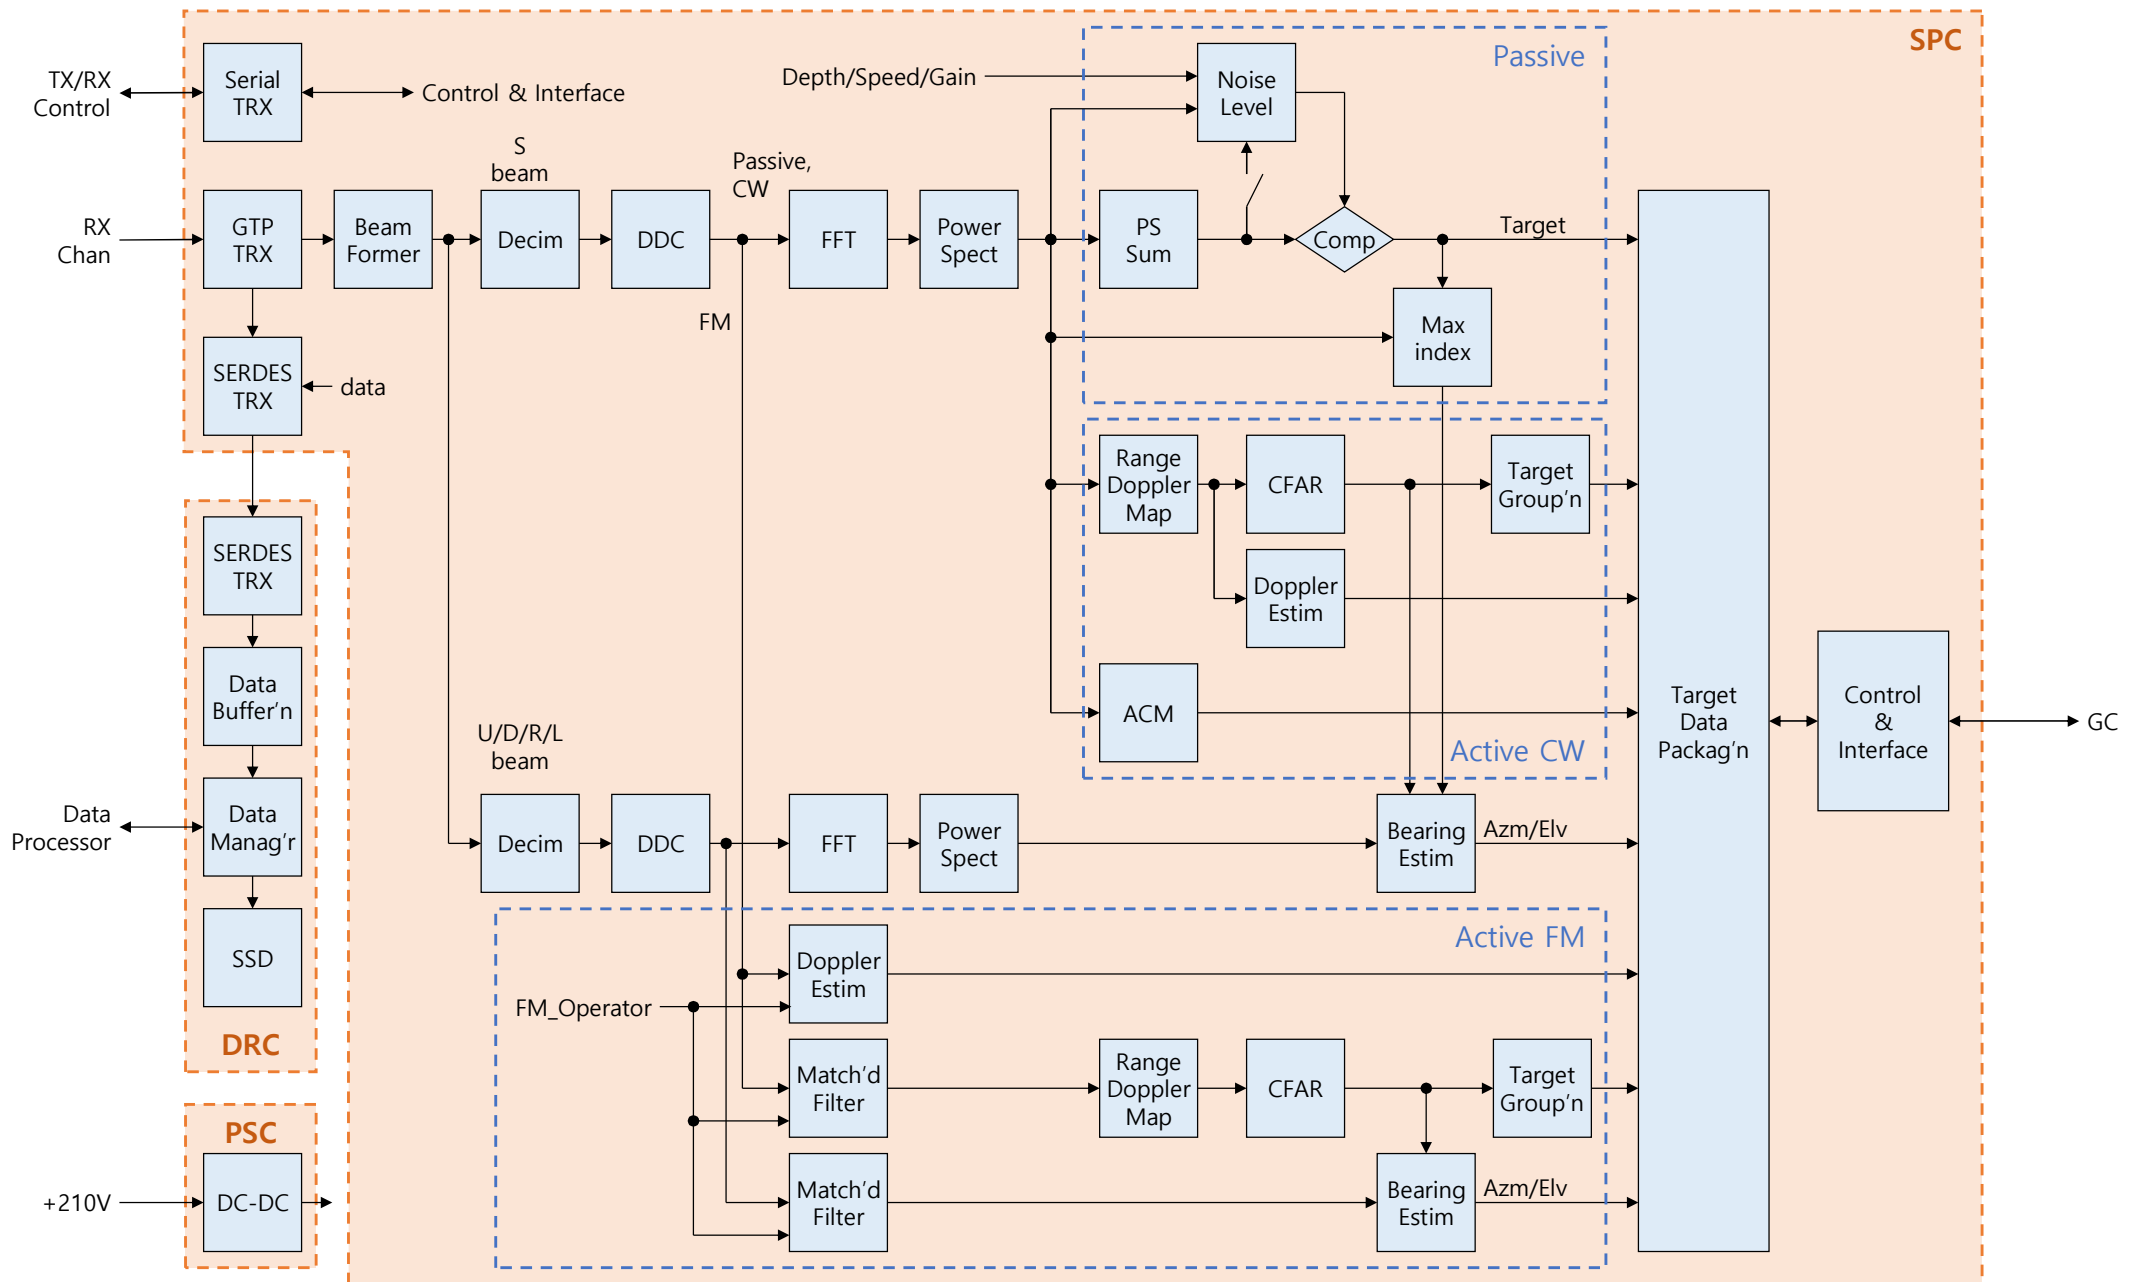 SPC
Passive
TX/RX
Control
Serial
TRX
Control & Interface
Depth/Speed/Gain
Noise
Level
S
beam
Passive,
CW
RX
Chan
GTP
TRX
Beam
Former
Decim
DDC
FFT
Power
Spect
PS
Sum
Comp
Target
FM
Max
index
SERDES
TRX
data
Range
Doppler
Map
CFAR
Target
Group'n
SERDES
TRX
Doppler
Estim
Data
Buffer'n
ACM
Active CW
Target
Data
Packag'n
Control
&
Interface
GC
U/D/R/L
beam
Data
Processor
Data
Manag'r
Decim
DDC
FFT
Power
Spect
Bearing
Estim
Azm/Elv
SSD
DRC
Active FM
Doppler
Estim
FM_Operator
Match'd
Filter
Range
Doppler
Map
CFAR
Target
Group'n
PSC
+210V
DC-DC
Match'd
Filter
Bearing
Estim
Azm/Elv